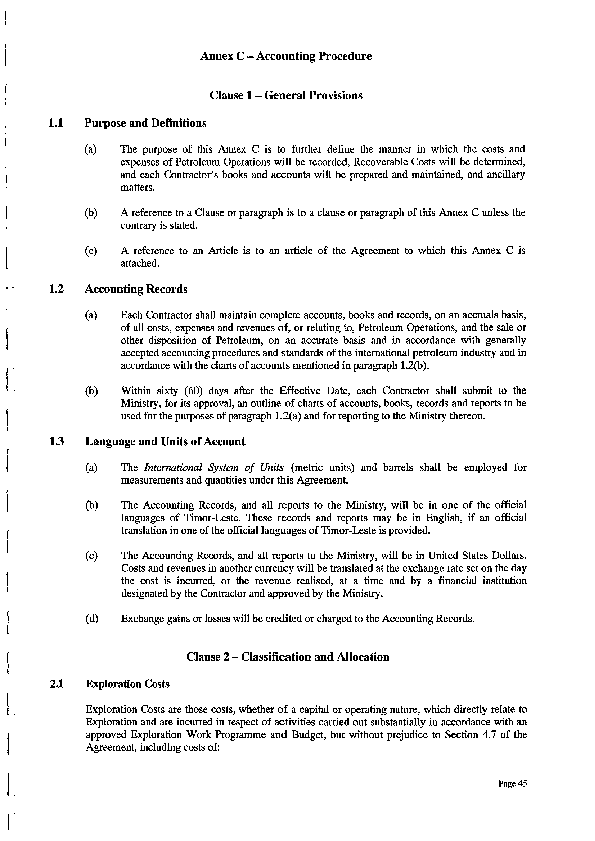 Annex C – Accounting Procedure
Clause 1 – General Provisions
1.1 Purpose and Definitions
(a) The purpose of this Annex C is to further define the manner in which the costs and
expenses of Petroleum Operations will be recorded, Recoverable Costs will be determined,
and each Contractor's books and accounts will be prepared and maintained, and ancillary
matters.
(b) A reference to a Clause or paragraph is to a clause or paragraph of this Annex C unless the
contrary is stated.
(c) A reference to an Article is to an article of the Agreement to which this Annex C is
attached.
1.2 Accounting Records
(a) Each Contractor shall maintain complete accounts, books and records, on an accruals basis,
of all costs, expenses and revenues of, or relating to, Petroleum Operations, and the sale or
other disposition of Petroleum, on an accurate basis and in accordance with generally
accepted accounting procedures and standards of the international petroleum industry and in
accordance with the charts of accounts mentioned in paragraph 1.2(b).
(b) Within sixty (60) days after the Effective Date, each Contractor shall submit to the
Ministry, for its approval, an outline of charts of accounts, books, records and reports to be
used for the purposes of paragraph 1.2(a) and for reporting to the Ministry thereon.
1.3 Language and Units of Account
(a) The International System of Units (metric units) and barrels shall be employed for
measurements and quantities under this Agreement.
(b) The Accounting Records, and all reports to the Ministry, will be in one of the official
languages of Timor-Leste. These records and reports may be in English, if an official
translation in one of the official languages of Timor-Leste is provided.
(c) The Accounting Records, and all reports to the Ministry, will be in United States Dollars.
Costs and revenues in another currency will be translated at the exchange rate set on the day
the cost is incurred, or the revenue realised, at a time and by a financial institution
designated by the Contractor and approved by the Ministry.
(d) Exchange gains or losses will be credited or charged to the Accounting Records.
Clause 2 – Classification and Allocation
2.1 Exploration Costs
Exploration Costs are those costs, whether of a capital or operating nature, which directly relate to
Exploration and are incurred in respect of activities carried out substantially in accordance with an
approved Exploration Work Programme and Budget, but without prejudice to Section 4.7 of the
Agreement, including costs of:
Page 45